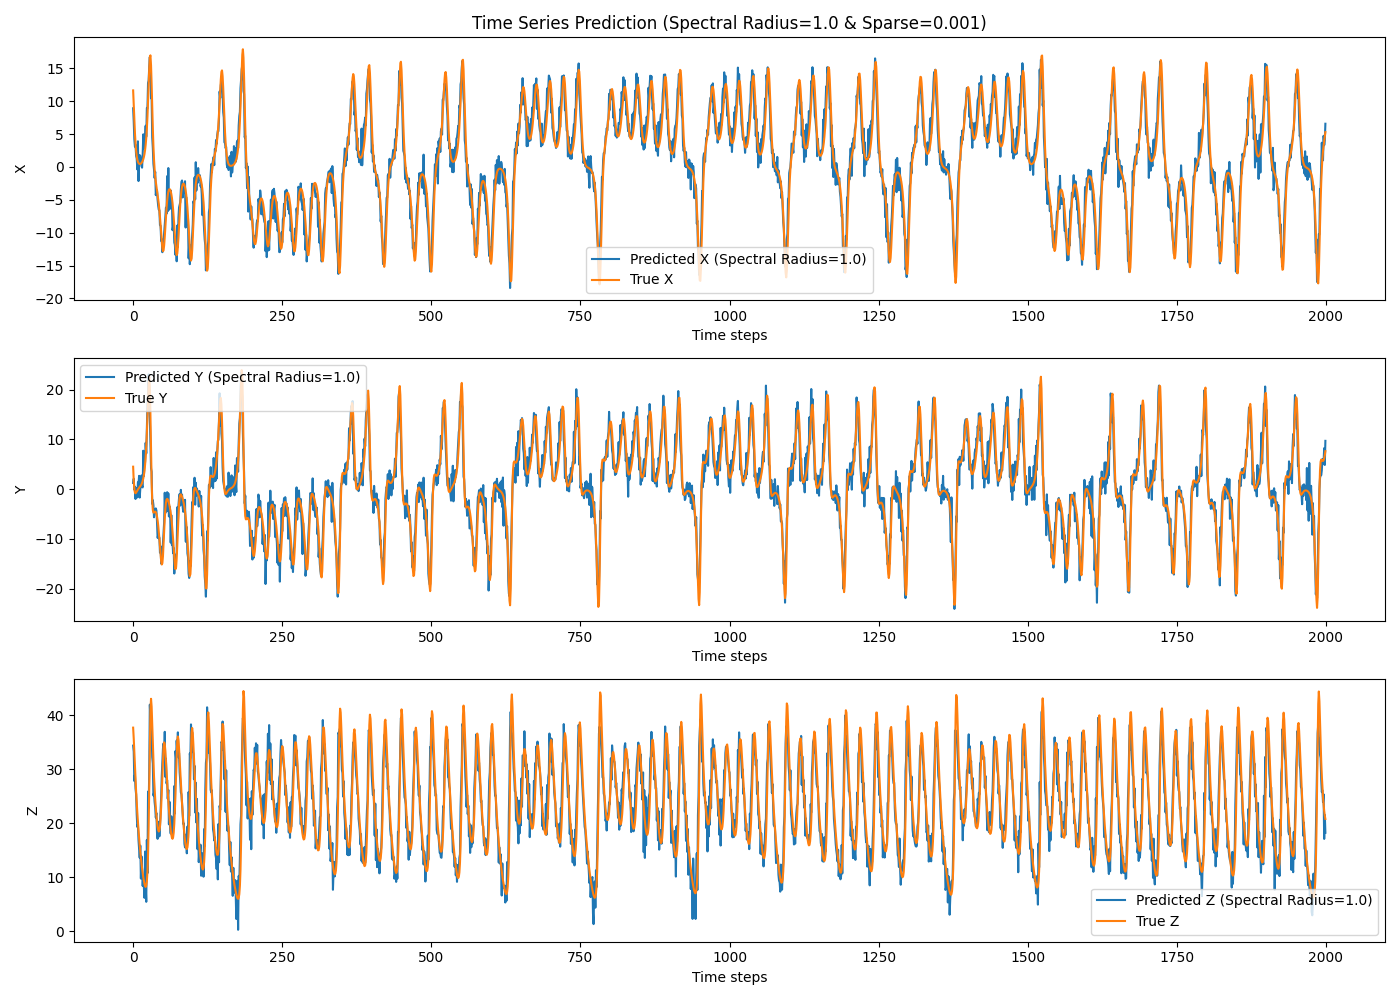 Time Series Prediction (Spectral Radius=1.0 & Sparse=0.001)
X
15
10
5
0
−5
−10
−15
−20
Predicted X (Spectral Radius=1.0)
True X
0 250 500 750 1000 1250 1500 1750 2000
Time steps
Y
20
10
0
−10
−20
Predicted Y (Spectral Radius=1.0)
True Y
0 250 500 750 1000 1250 1500 1750 2000
Time steps
Z
40
30
20
10
0
Predicted Z (Spectral Radius=1.0)
True Z
0 250 500 750 1000 1250 1500 1750 2000
Time steps